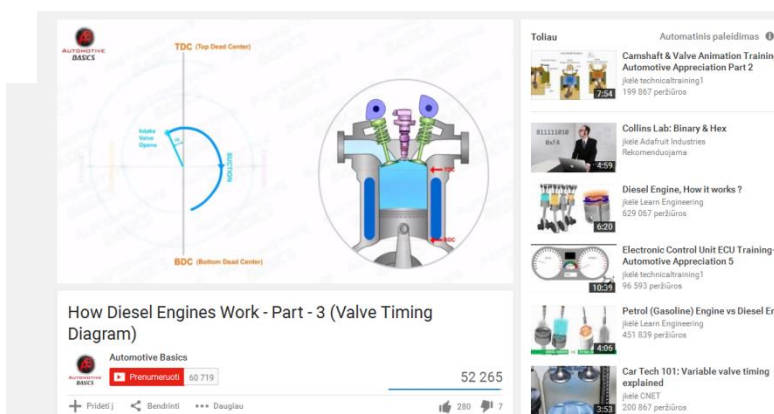 AUTOMOTIVE
BASICS
TDC (Top Dead Center)
Intake
Valve
Opens
SUCTION
TDC
BDC
BDC (Bottom Dead Center)
How Diesel Engines Work - Part - 3 (Valve Timing
Diagram)
AUTOMOTIVE
BASICS
Automotive Basics
Prenumeruoti 60 719
52 265
Pridėti į Bendrinti Daugiau
280 7
Toliau Automatinis paleidimas
7:54
Camshaft & Valve Animation Trainin
Automotive Appreciation Part 2
įkėlė technicaltraining1
199 867 peržiūros
811111010
0xFA
4:59
Collins Lab: Binary & Hex
įkėlė Adafruit Industries
Rekomenduojama
6:20
Diesel Engine, How it works ?
įkėlė Learn Engineering
629 067 peržiūros
10:39
Electronic Control Unit ECU Training-
Automotive Appreciation 5
įkėlė technicaltraining1
96 593 peržiūros
4:06
Petrol (Gasoline) Engine vs Diesel E
įkėlė Learn Engineering
451 839 peržiūros
3:53
Car Tech 101: Variable valve timing
explained
įkėlė CNET
200 867 peržiūros